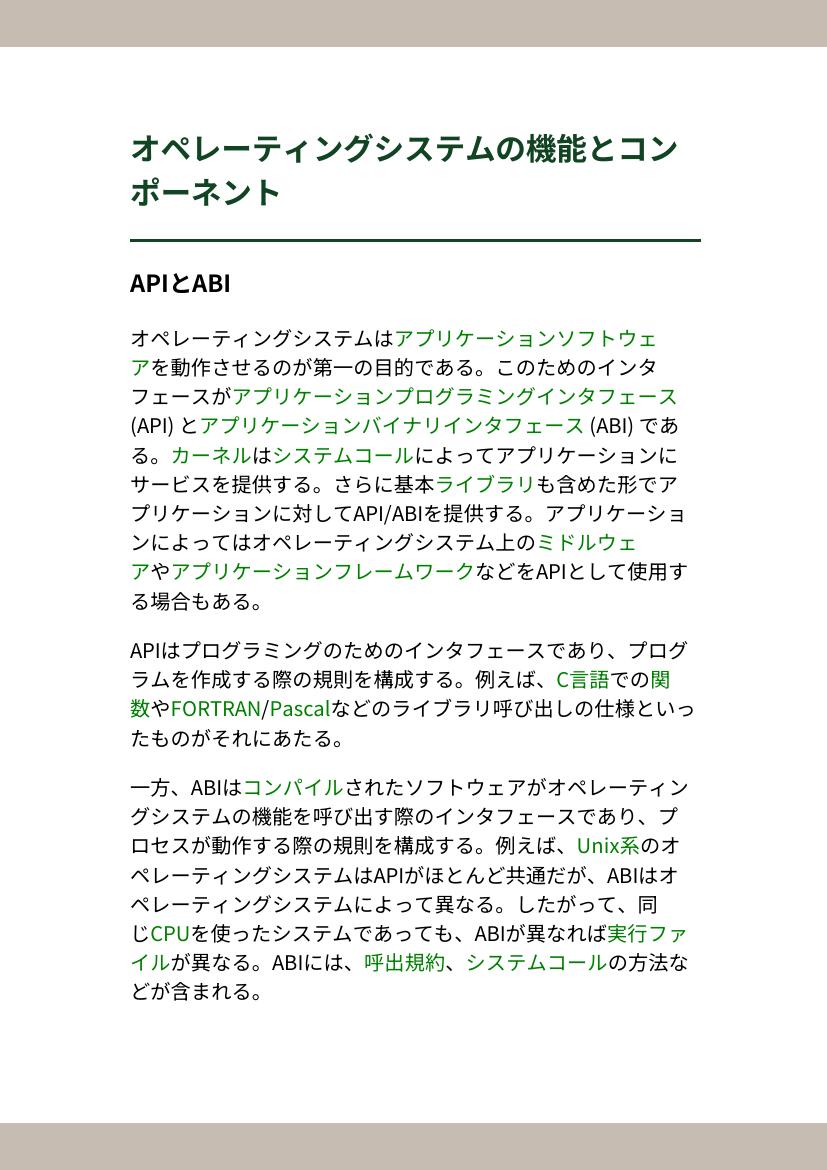 オペレーティングシステムの機能とコン
ポーネント
APIとABI
オペレーティングシステムはアプリケーションソフトウェ
アを動作させるのが第一の目的である。このためのインタ
フェースがアプリケーションプログラミングインタフェース
(API) とアプリケーションバイナリインタフェース (ABI) であ
る。カーネルはシステムコールによってアプリケーションに
サービスを提供する。さらに基本ライブラリも含めた形でア
プリケーションに対してAPI/ABIを提供する。アプリケーショ
ンによってはオペレーティングシステム上のミドルウェ
アやアプリケーションフレームワークなどをAPIとして使用す
る場合もある。
APIはプログラミングのためのインタフェースであり、プログ
ラムを作成する際の規則を構成する。例えば、C言語での関
数やFORTRAN/Pascalなどのライブラリ呼び出しの仕様といっ
たものがそれにあたる。
一方、ABIはコンパイルされたソフトウェアがオペレーティン
グシステムの機能を呼び出す際のインタフェースであり、プ
ロセスが動作する際の規則を構成する。例えば、Unix系のオ
ペレーティングシステムはAPIがほとんど共通だが、ABIはオ
ペレーティングシステムによって異なる。したがって、同
じCPUを使ったシステムであっても、ABIが異なれば実行ファ
イルが異なる。ABIには、呼出規約、システムコールの方法な
どが含まれる。